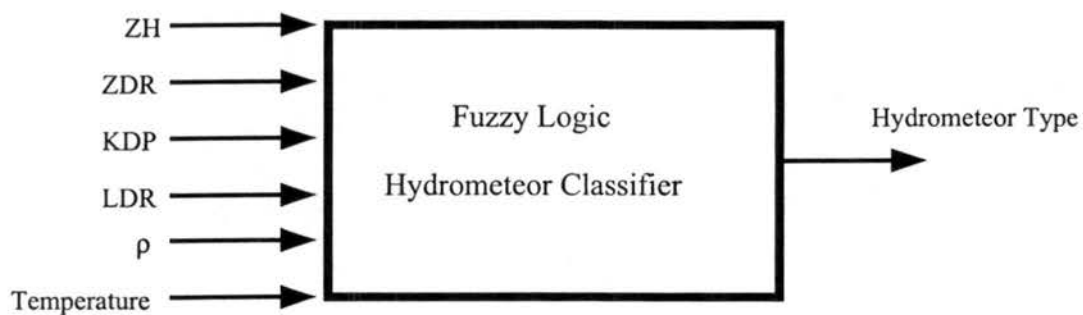 ZH
ZDR
KDP
LDR
ρ
Temperature
Fuzzy Logic
Hydrometeor Classifier
Hydrometeor Type